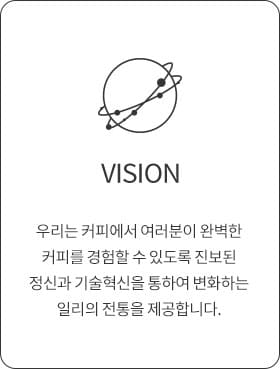 VISION
우리는 커피에서 여러분이 완벽한
커피를 경험할 수 있도록 진보된
정신과 기술혁신을 통하여 변화하는
일리의 전통을 제공합니다.